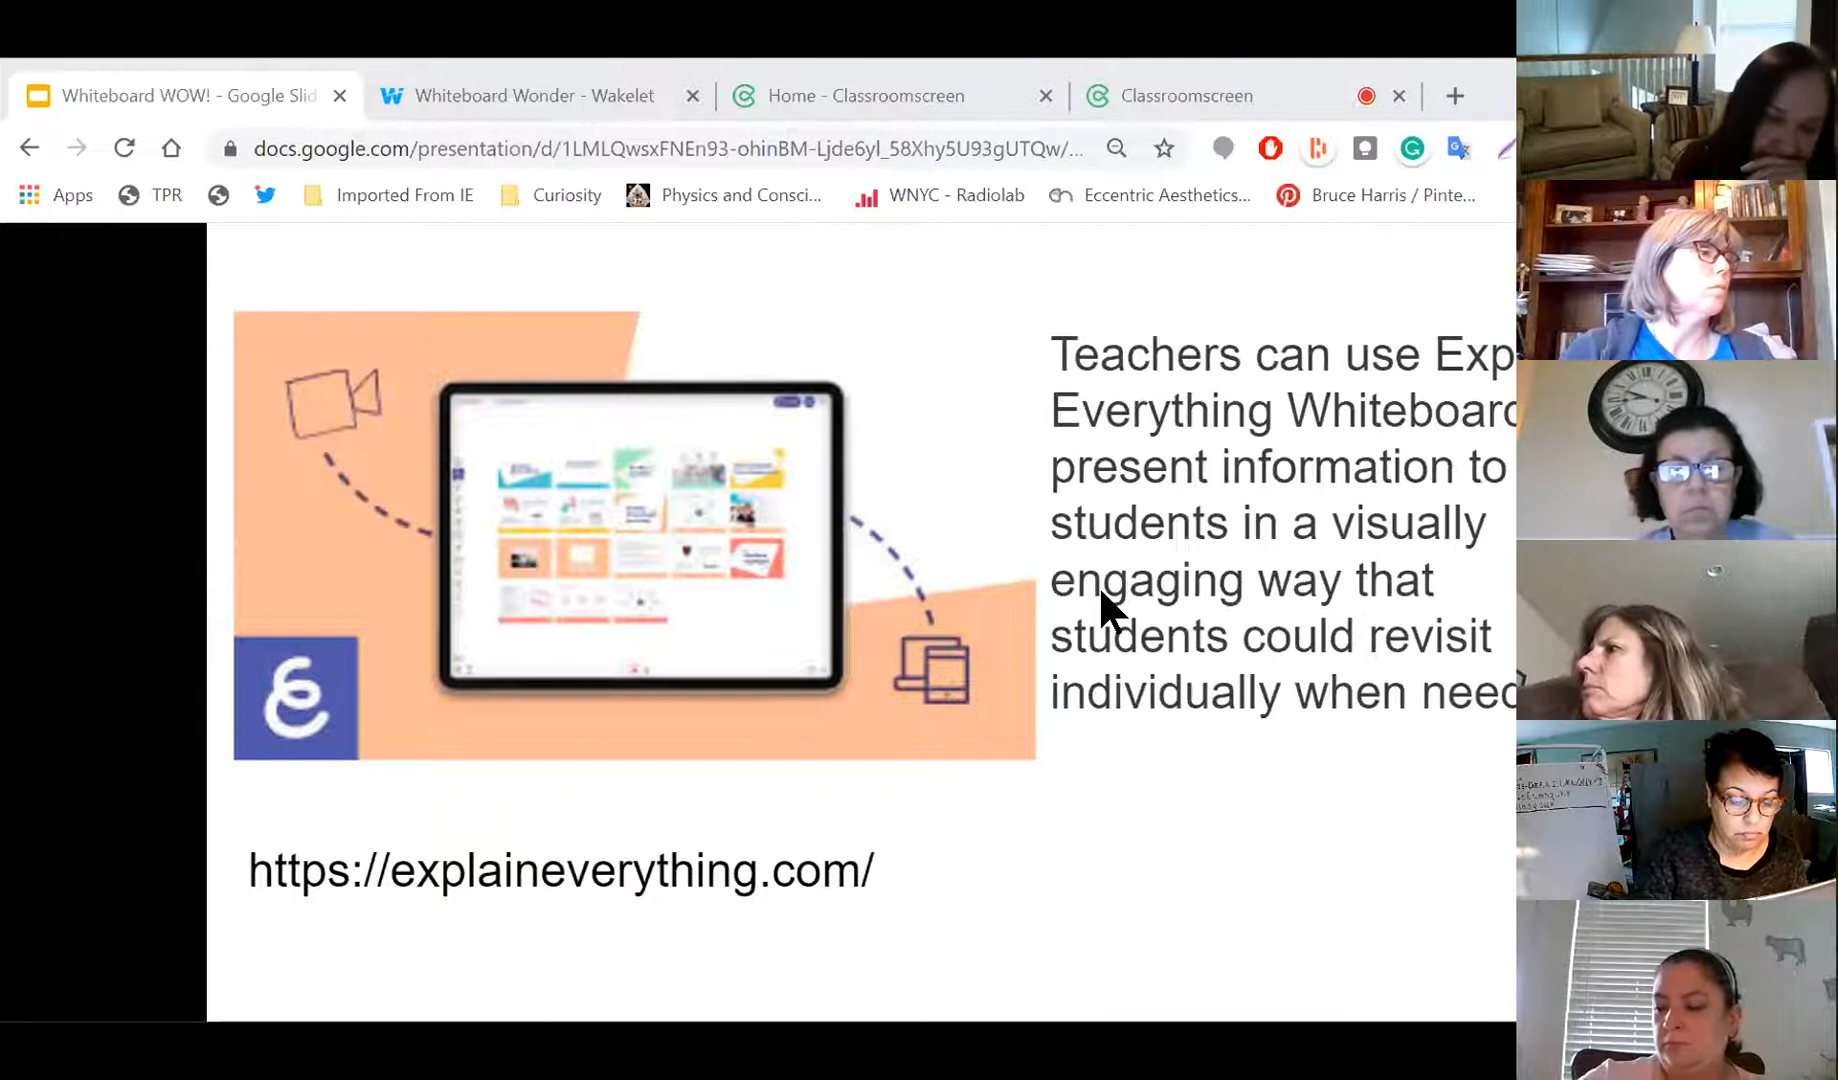 Whiteboard WOW! - Google Slid
Whiteboard Wonder - Wakelet
Home - Classroomscreen
Classroomscreen
docs.google.com/presentation/d/1LMLQwsxFNEn93-ohinBM-Ljde6yl_58Xhy5U93gUTQw/...
Apps
TPR
Imported From IE
Curiosity
Physics and Consci...
WNYC - Radiolab
Eccentric Aesthetics...
Bruce Harris / Pinte...
Teachers can use Exp
Everything Whiteboard
present information to
students in a visually
engaging way that
students could revisit
individually when need
https://explaineverything.com/